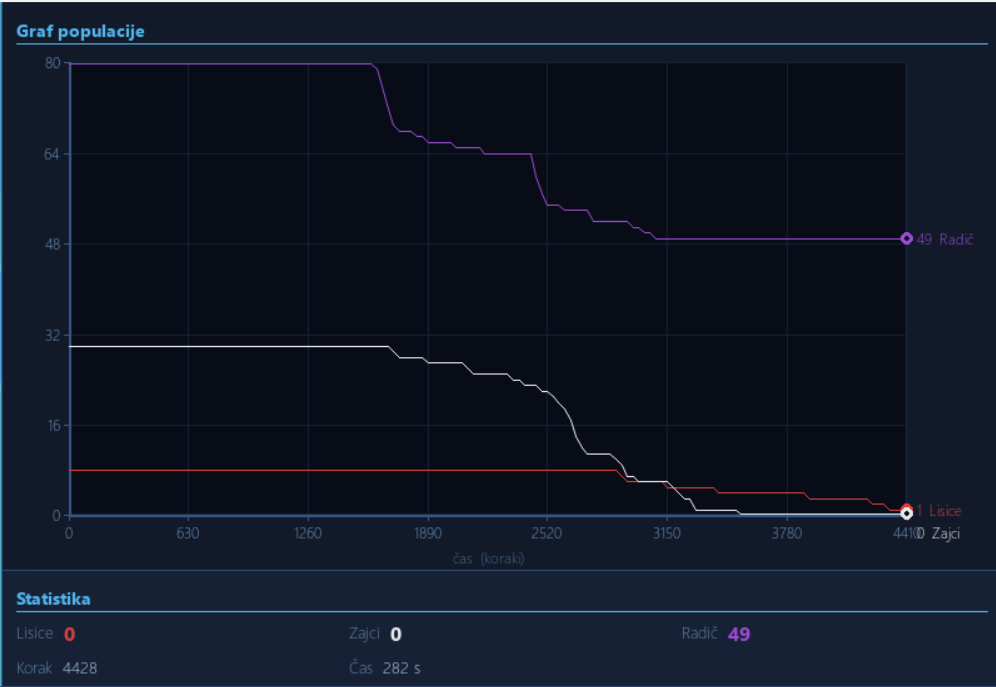 Graf populacije
80
64
48
49 Radič
32
16
1 Lisice
0
0 630 1260 1890 2520 3150 3780 4410 0 Zajci
čas (koraki)
Statistika
Lisice 0 Zajci 0 Radič 49
Korak 4428 Čas 282 s